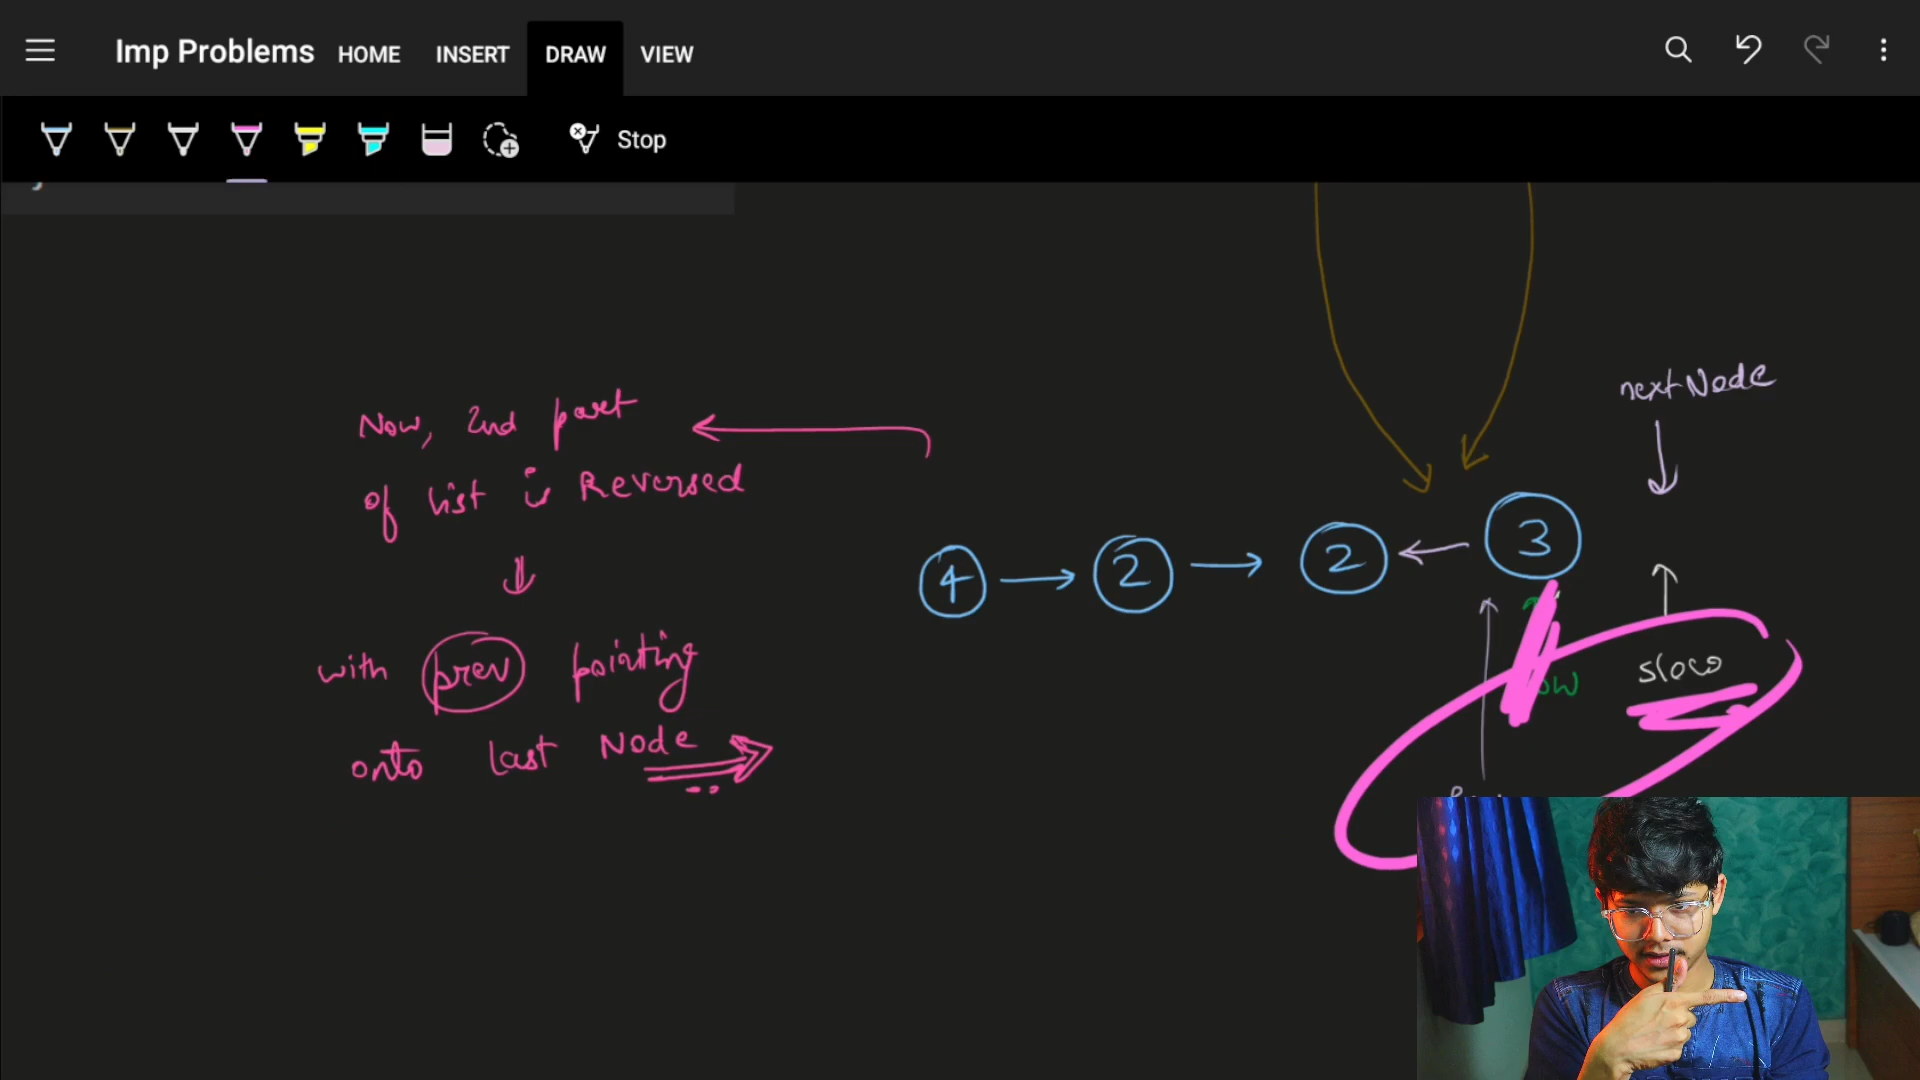 Imp Problems HOME INSERT DRAW VIEW
Stop
nextNode
Now, 2nd part
of list is Reversed
4 2 2 3
with prev pointing
slow
ow
onto last Node